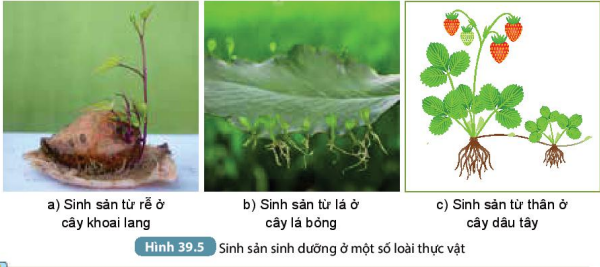 a) Sinh sản từ rễ ở
cây khoai lang
b) Sinh sản từ lá ở
cây lá bỏng
c) Sinh sản từ thân ở
cây dâu tây
Hình 39.5 Sinh sản sinh dưỡng ở một số loài thực vật